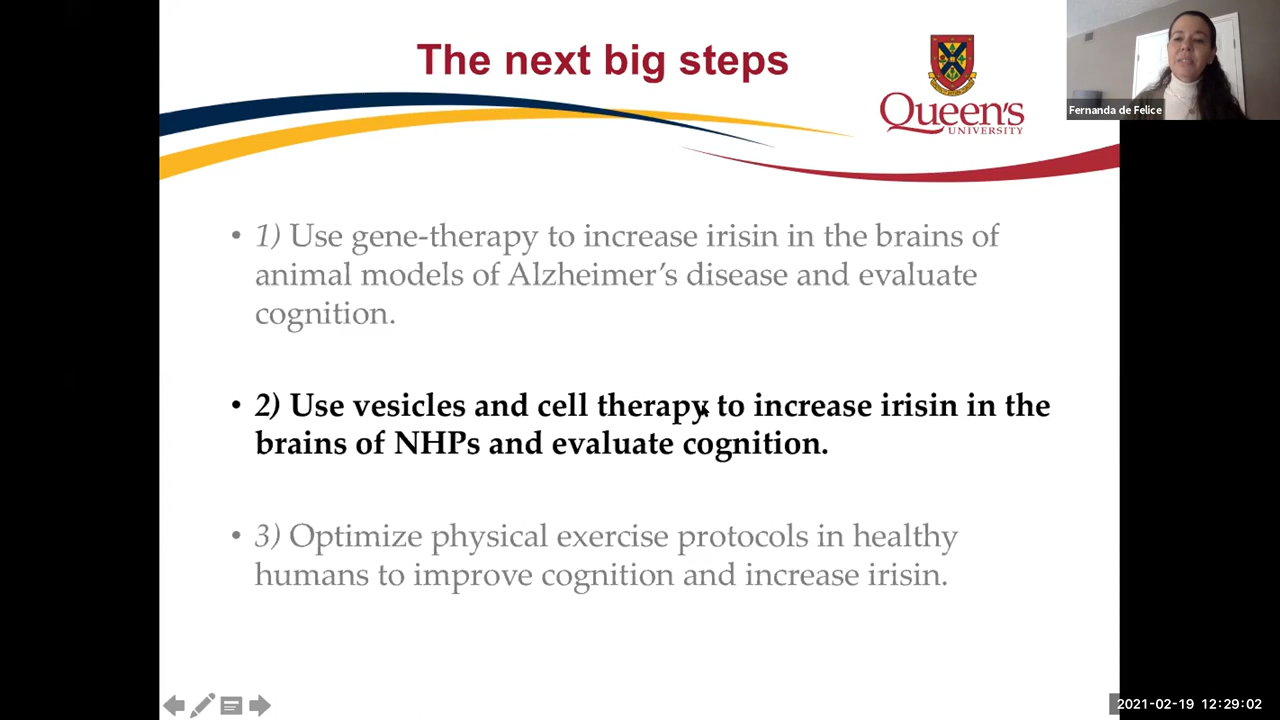 The next big steps
Queen's
UNIVERSITY
Fernanda de Felice
• 1) Use gene-therapy to increase irisin in the brains of
animal models of Alzheimer’s disease and evaluate
cognition.
• 2) Use vesicles and cell therapy to increase irisin in the
brains of NHPs and evaluate cognition.
• 3) Optimize physical exercise protocols in healthy
humans to improve cognition and increase irisin.
2021-02-19 12:29:02